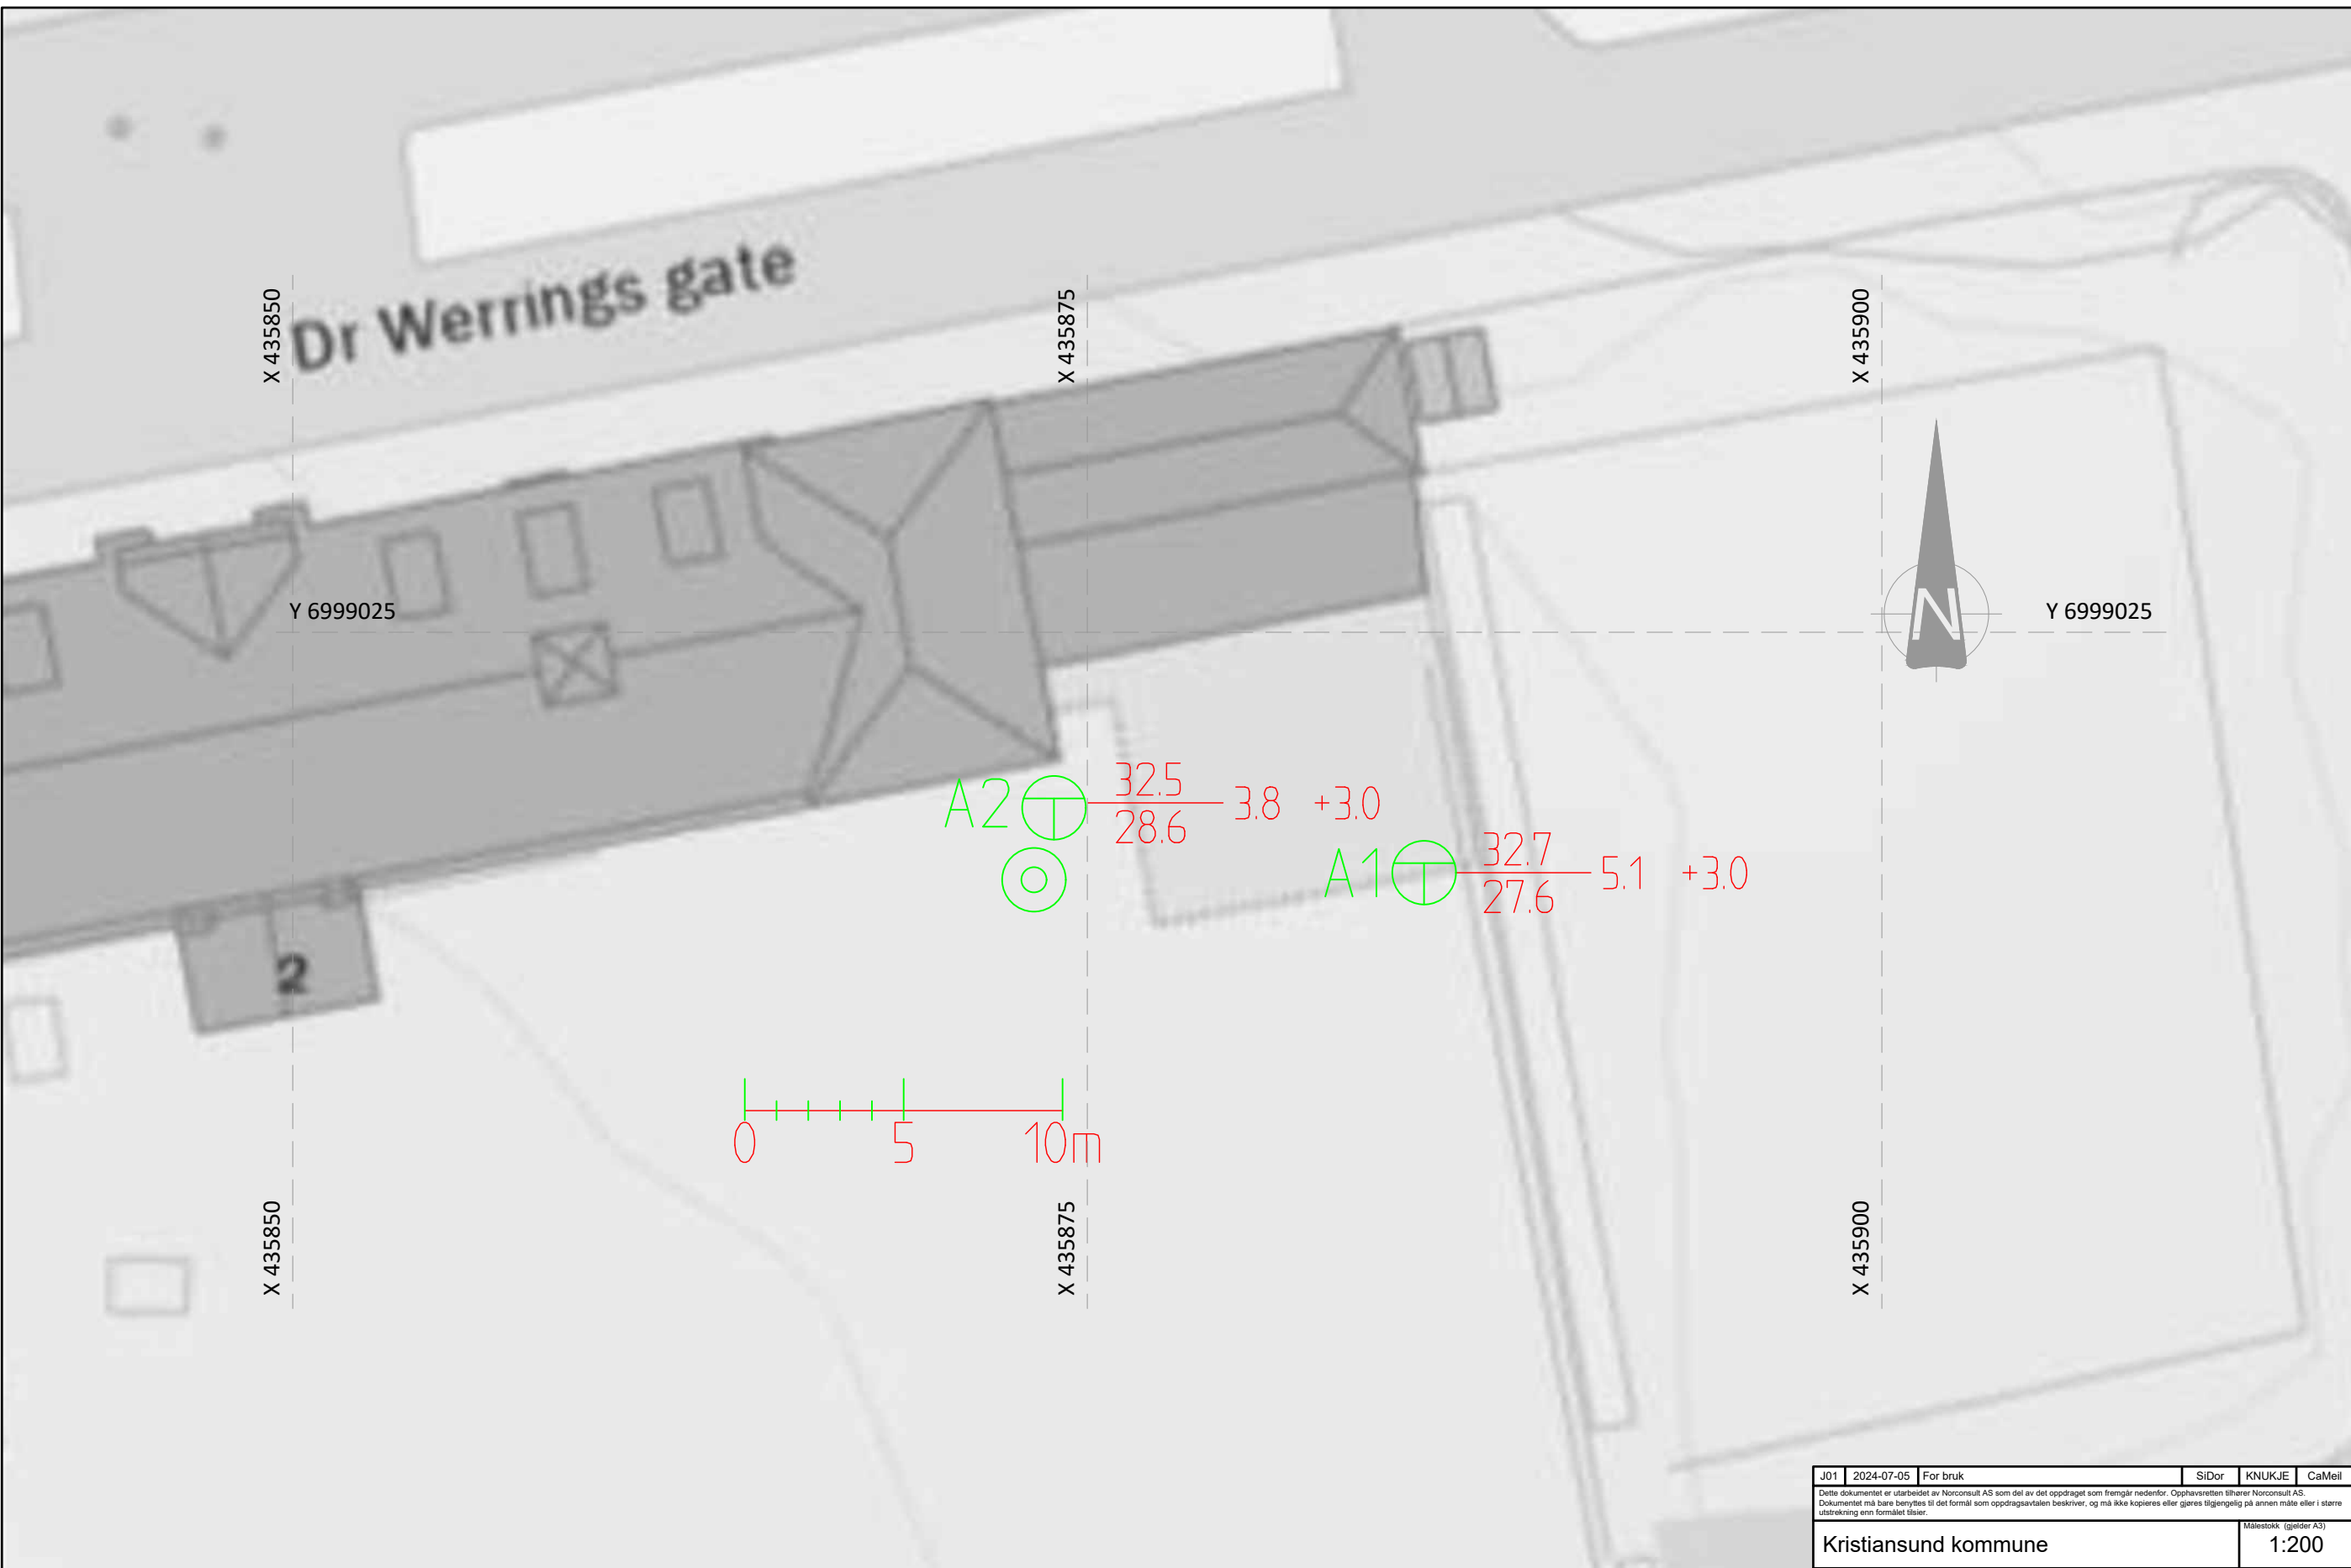 Dr Werrings gate
X 435850
X 435875
X 435900
Y 6999025
N
Y 6999025
A2
32.5
28.6
3.8 +3.0
A1
32.7
27.6
5.1 +3.0
2
0 5 10m
X 435850
X 435875
X 435900
J01 2024-07-05 For bruk SiDor KNUKJE CaMeil
Dette dokumentet er utarbeidet av Norconsult AS som del av det oppdraget som fremgår nedenfor. Opphavsretten tilhører Norconsult AS.
Dokumentet må bare benyttes til det formål som oppdragsavtalen beskriver, og må ikke kopieres eller gjøres tilgjengelig på annen måte eller i større
utstrekning enn formålet tilsier.
Kristiansund kommune
Målestokk (gjelder A3)
1:200